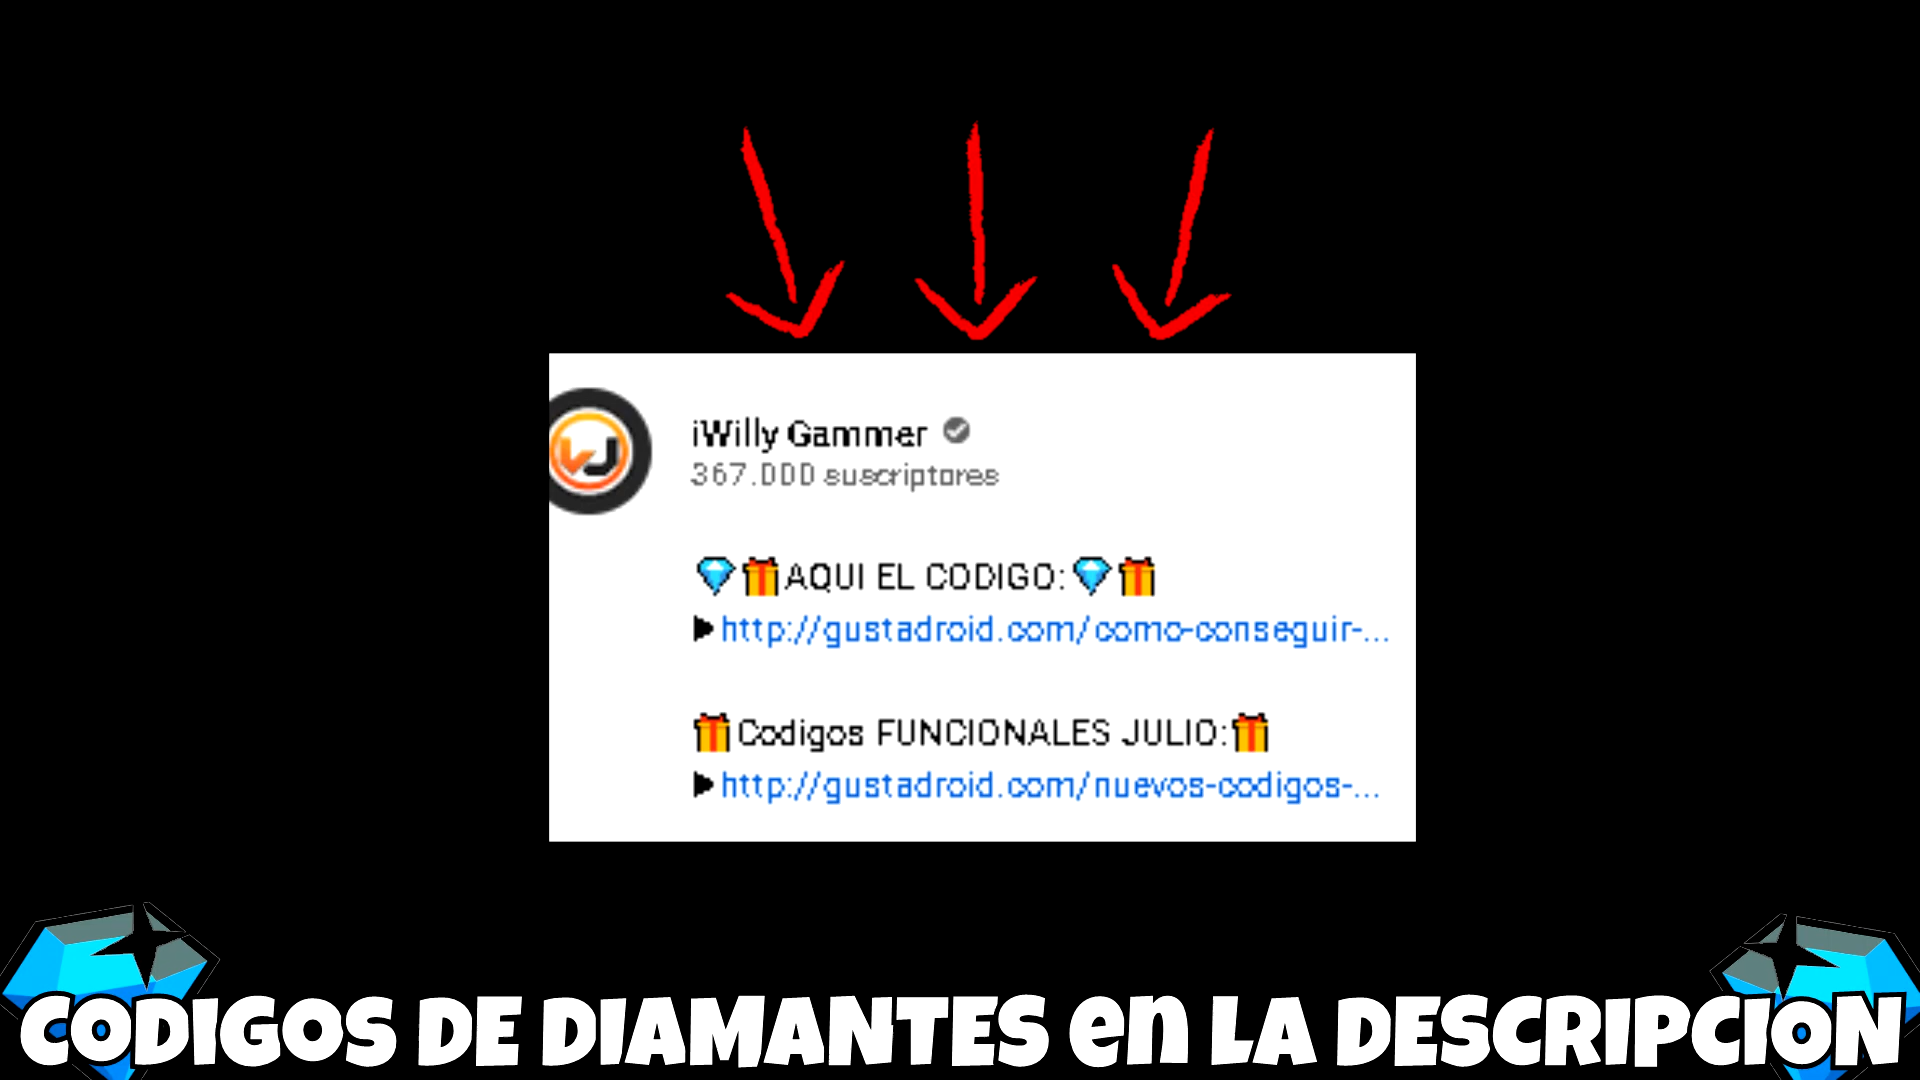 iWilly Gammer
367.000 suscriptores
💎🎁AQUI EL CODIGO:💎🎁
▶http://gustadroid.com/como-conseguir-...
🎁Codigos FUNCIONALES JULIO:🎁
▶http://gustadroid.com/nuevos-codigos-...
CODIGOS DE DIAMANTES en LA DESCRIPCION